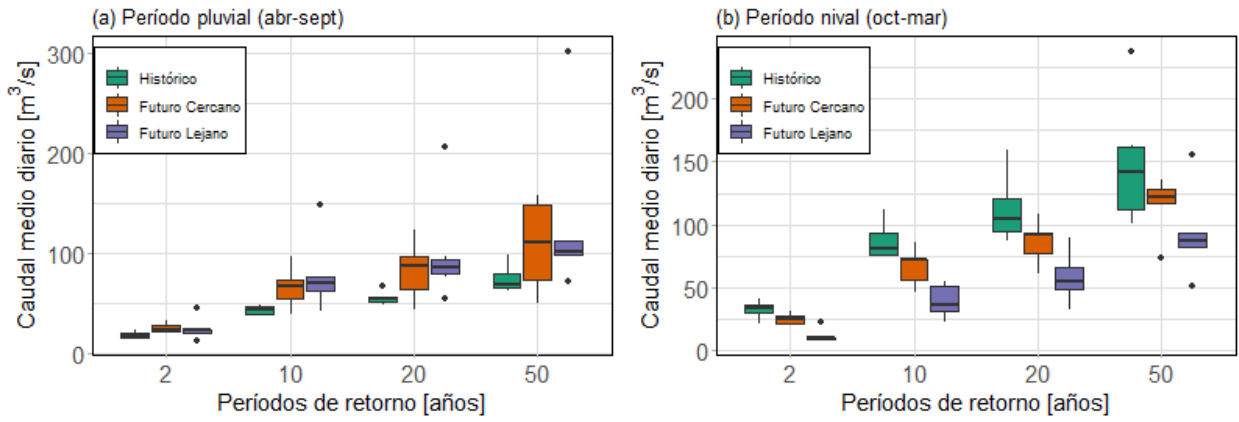 (a) Período pluvial (abr-sept)
Caudal medio diario [m³/s]
300
200
100
0
Histórico
Futuro Cercano
Futuro Lejano
2 10 20 50
Períodos de retorno [años]
(b) Período nival (oct-mar)
Caudal medio diario [m³/s]
200
150
100
50
0
Histórico
Futuro Cercano
Futuro Lejano
2 10 20 50
Períodos de retorno [años]